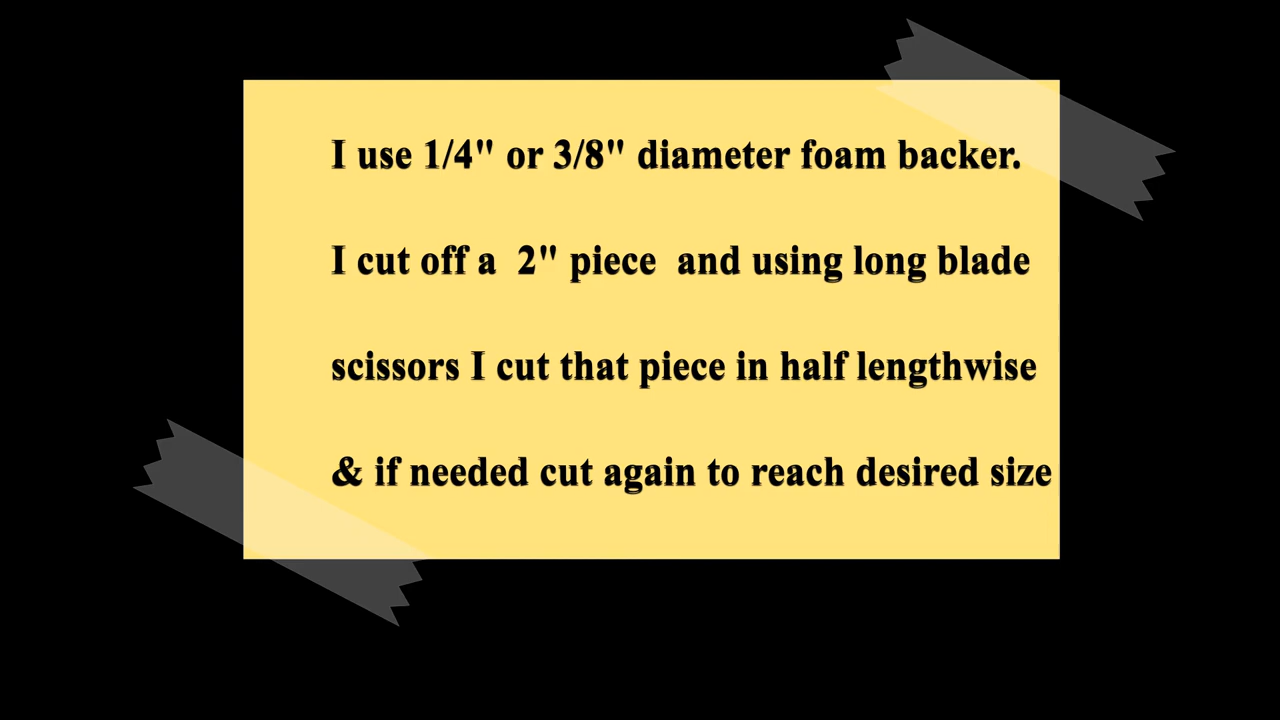 I use 1/4" or 3/8" diameter foam backer.
I cut off a  2" piece  and using long blade
scissors I cut that piece in half lengthwise
& if needed cut again to reach desired size